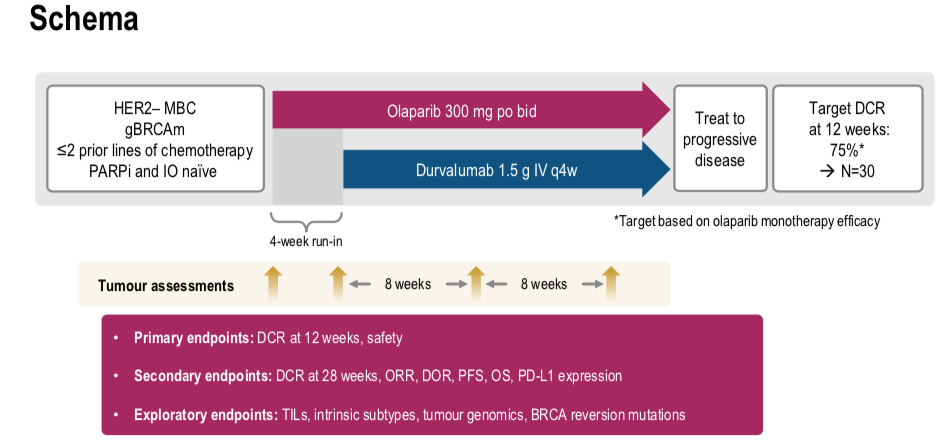 Schema
HER2– MBC
gBRCAm
≤2 prior lines of chemotherapy
PARPi and IO naïve
Olaparib 300 mg po bid
Durvalumab 1.5 g IV q4w
Treat to
progressive
disease
Target DCR
at 12 weeks:
75%*
→ N=30
4-week run-in
*Target based on olaparib monotherapy efficacy
Tumour assessments
8 weeks
8 weeks
• Primary endpoints: DCR at 12 weeks, safety
• Secondary endpoints: DCR at 28 weeks, ORR, DOR, PFS, OS, PD-L1 expression
• Exploratory endpoints: TILs, intrinsic subtypes, tumour genomics, BRCA reversion mutations